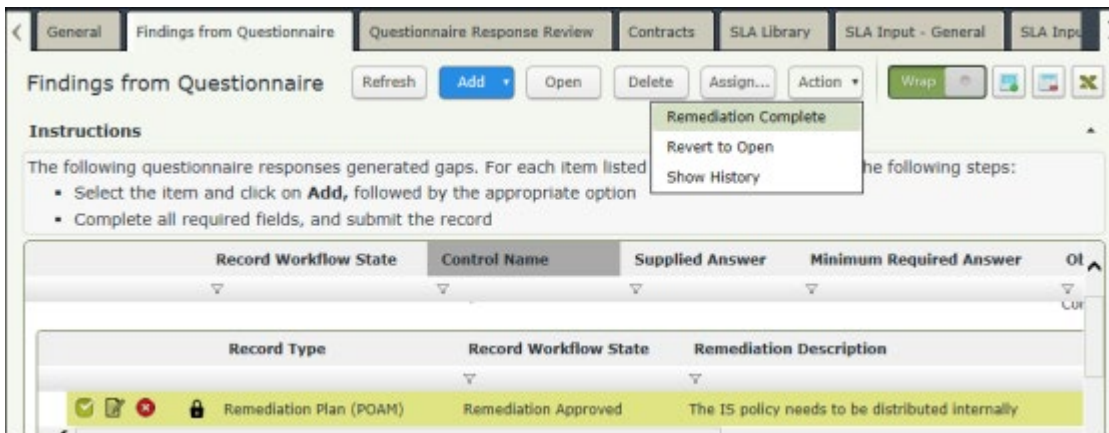 General Findings from Questionnaire Questionnaire Response Review Contracts SLA Library SLA Input - General SLA Inpu
Findings from Questionnaire Refresh Add Open Delete Assign... Action Wrap
Remediation Complete
Revert to Open
Show History
Instructions
The following questionnaire responses generated gaps. For each item listed he following steps:
Select the item and click on Add, followed by the appropriate option
Complete all required fields, and submit the record
Record Workflow State Control Name Supplied Answer Minimum Required Answer
Record Type Record Workflow State Remediation Description
Remediation Plan (POAM) Remediation Approved The IS policy needs to be distributed internally